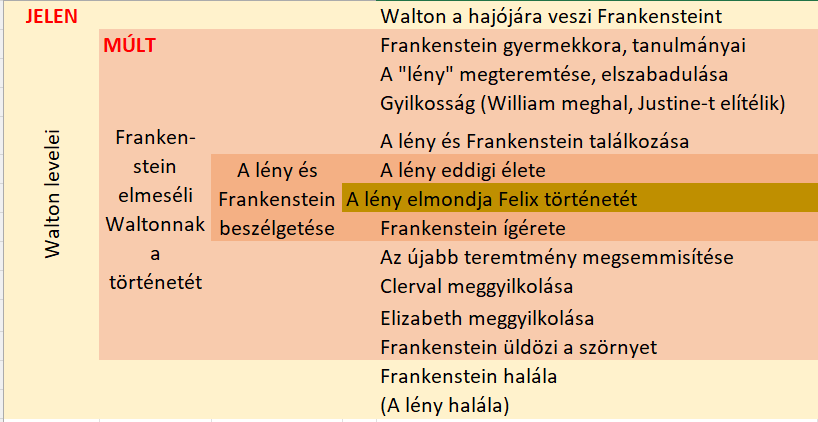 JELEN
Walton a hajójára veszi Frankensteint
MÚLT
Frankenstein gyermekkora, tanulmányai
A "lény" megteremtése, elszabadulása
Gyilkosság (William meghal, Justine-t elítélik)
Walton levelei
Franken-
stein
elmeséli
Waltonnak
a
történetét
A lény és Frankenstein találkozása
A lény és
Frankenstein
beszélgetése
A lény eddigi élete
A lény elmondja Felix történetét
Frankenstein ígérete
Az újabb teremtmény megsemmisítése
Clerval meggyilkolása
Elizabeth meggyilkolása
Frankenstein üldözi a szörnyet
Frankenstein halála
(A lény halála)